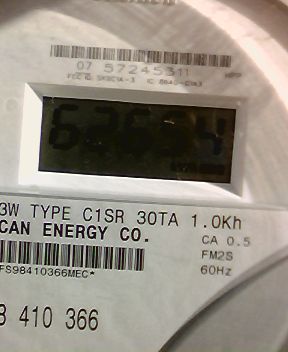 07 57245311
3W TYPE C1SR 30TA 1.0Kh
CAN ENERGY CO.
CA 0.5
FM2S
60Hz
FS98410366MEC*
8 410 366